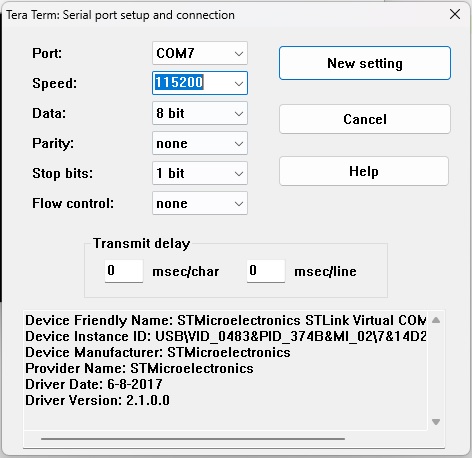 Tera Term: Serial port setup and connection
Port: COM7
New setting
Speed: 115200
Data: 8 bit
Cancel
Parity: none
Stop bits: 1 bit
Help
Flow control: none
Transmit delay
0 msec/char 0 msec/line
Device Friendly Name: STMicroelectronics STLink Virtual COM
Device Instance ID: USB\VID_0483&PID_374B&MI_02\7&14D2
Device Manufacturer: STMicroelectronics
Provider Name: STMicroelectronics
Driver Date: 6-8-2017
Driver Version: 2.1.0.0